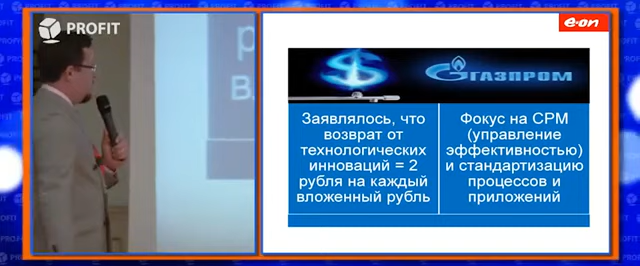 PROFIT
e·on
ГАЗПРОМ
Заявлялось, что
возврат от
технологических
инноваций = 2
рубля на каждый
вложенный рубль
Фокус на CPM
(управление
эффективностью)
и стандартизацию
процессов и
приложений